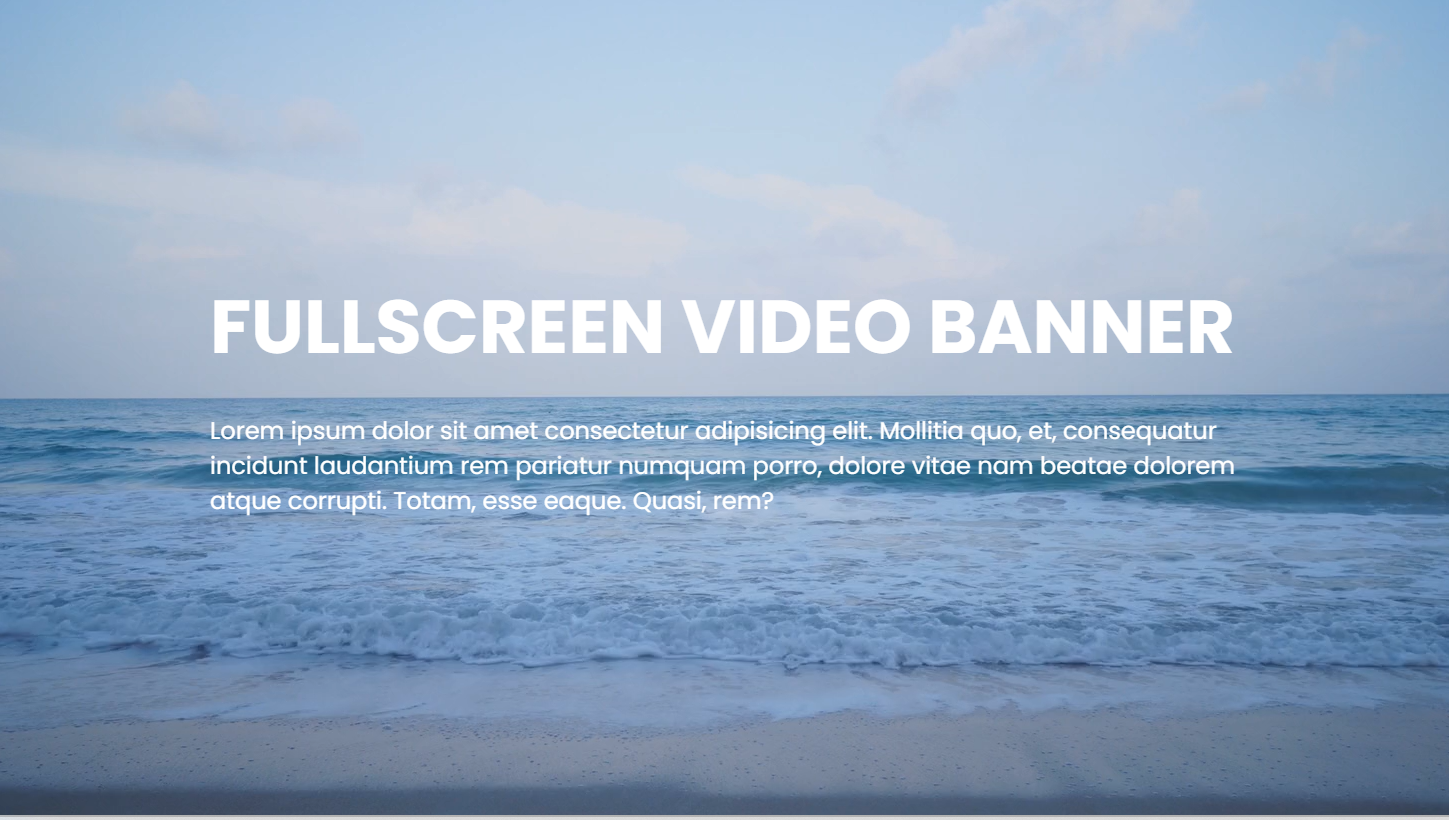 FULLSCREEN VIDEO BANNER
Lorem ipsum dolor sit amet consectetur adipisicing elit. Mollitia quo, et, consequatur
incidunt laudantium rem pariatur numquam porro, dolore vitae nam beatae dolorem
atque corrupti. Totam, esse eaque. Quasi, rem?